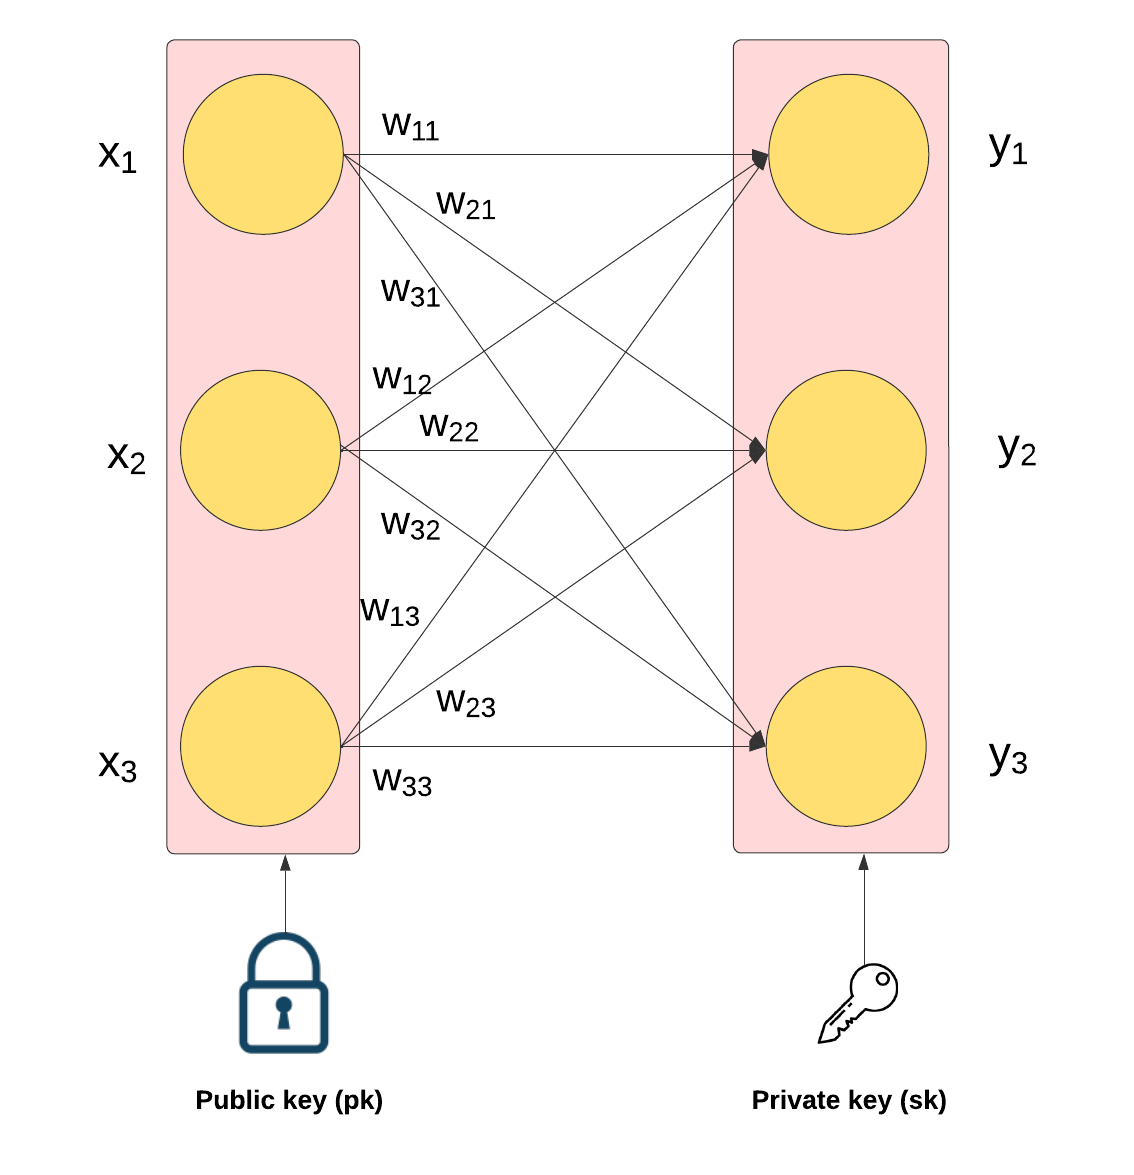 w₁₁
x₁
y₁
w₂₁
w₃₁
w₁₂
w₂₂
x₂
y₂
w₃₂
w₁₃
w₂₃
x₃
y₃
w₃₃
Public key (pk)
Private key (sk)